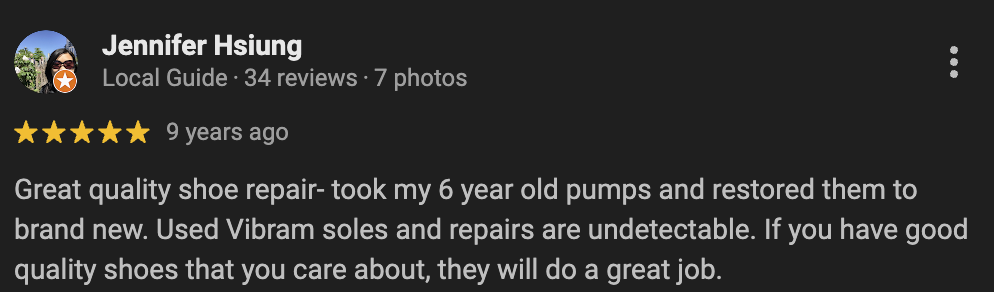 Jennifer Hsiung
Local Guide · 34 reviews · 7 photos
9 years ago
Great quality shoe repair- took my 6 year old pumps and restored them to
brand new. Used Vibram soles and repairs are undetectable. If you have good
quality shoes that you care about, they will do a great job.